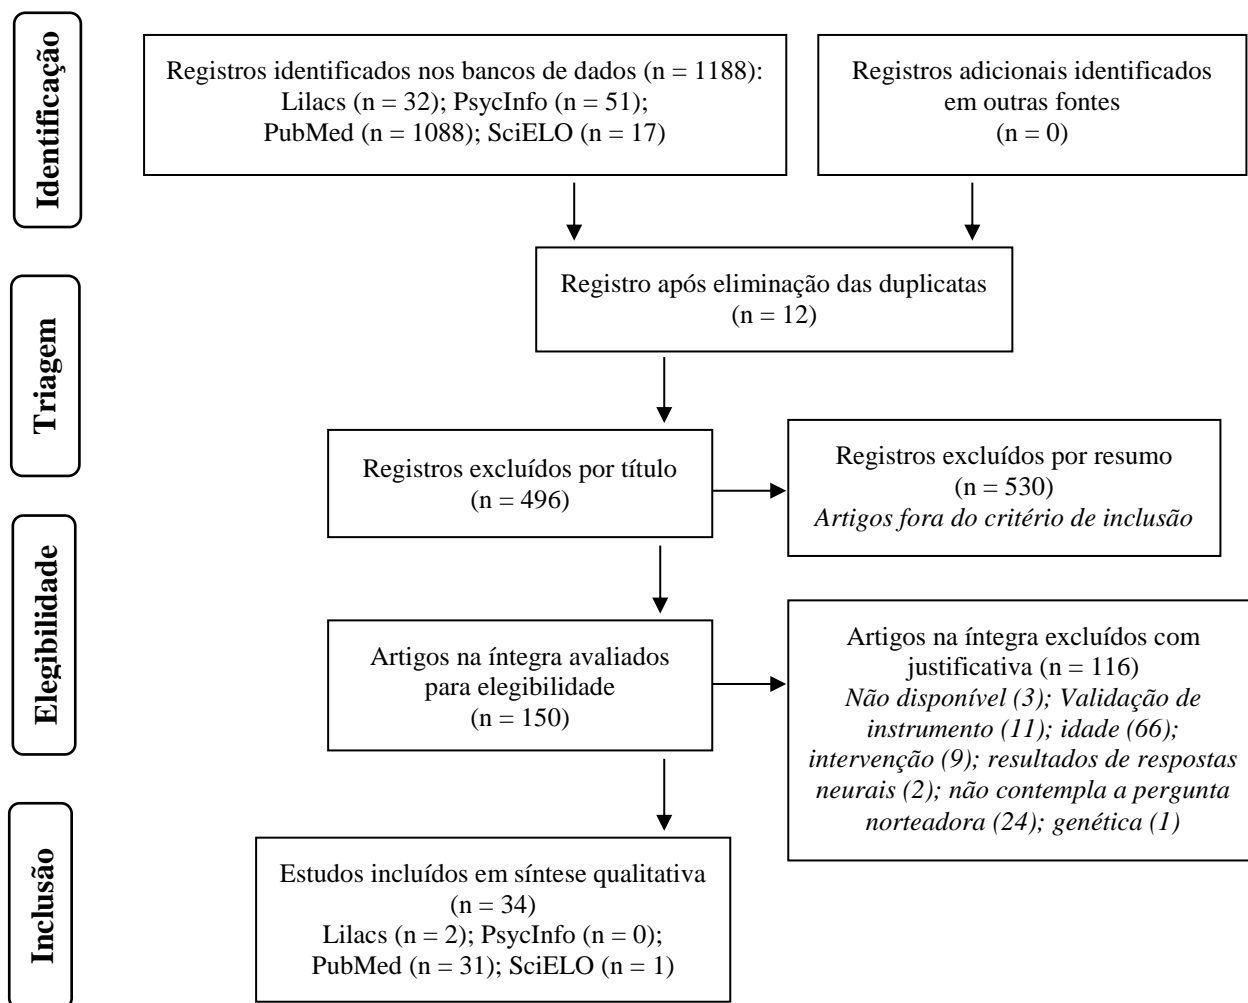 Identificação
Registros identificados nos bancos de dados (n = 1188):
Lilacs (n = 32); PsycInfo (n = 51);
PubMed (n = 1088); SciELO (n = 17)
Registros adicionais identificados
em outras fontes
(n = 0)
Triagem
Registro após eliminação das duplicatas
(n = 12)
Registros excluídos por título
(n = 496)
Registros excluídos por resumo
(n = 530)
Artigos fora do critério de inclusão
Elegibilidade
Artigos na íntegra avaliados
para elegibilidade
(n = 150)
Artigos na íntegra excluídos com
justificativa (n = 116)
Não disponível (3); Validação de
instrumento (11); idade (66);
intervenção (9); resultados de respostas
neurais (2); não contempla a pergunta
norteadora (24); genética (1)
Inclusão
Estudos incluídos em síntese qualitativa
(n = 34)
Lilacs (n = 2); PsycInfo (n = 0);
PubMed (n = 31); SciELO (n = 1)